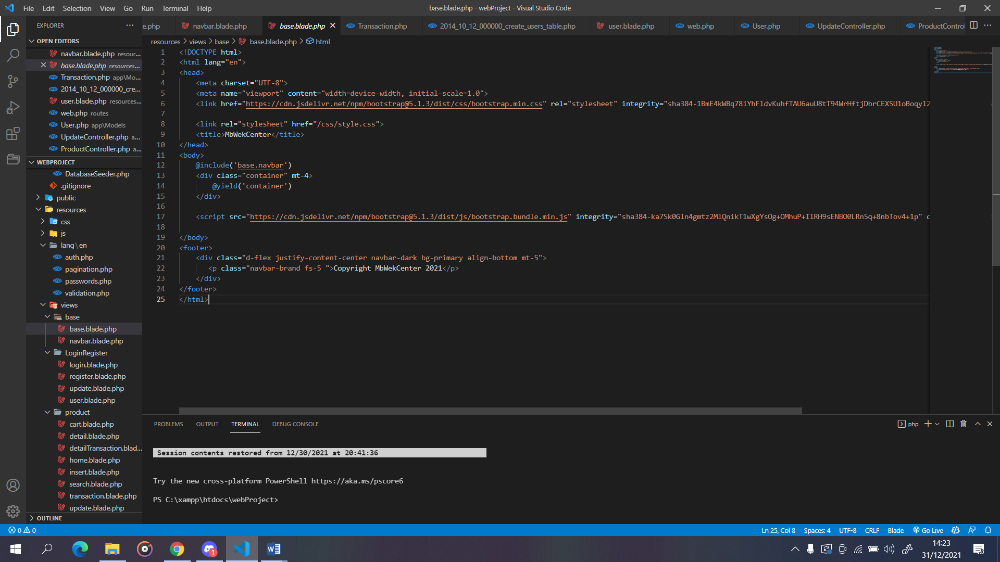 File Edit Selection View Go Run Terminal Help
base.blade.php - webProject - Visual Studio Code
EXPLORER
e.php navbar.blade.php base.blade.php Transaction.php 2014_10_12_000000_create_users_table.php user.blade.php web.php User.php UpdateController.php ProductControl
OPEN EDITORS
navbar.blade.php resour...
base.blade.php resources...
Transaction.php app\Mo...
2014_10_12_000000_cre...
user.blade.php resources...
web.php routes
User.php app\Models
UpdateController.php a...
ProductController.php a...
WEBPROJECT
DatabaseSeeder.php
.gitignore
public
resources
css
js
lang\en
auth.php
pagination.php
passwords.php
validation.php
views
base
base.blade.php
navbar.blade.php
LoginRegister
login.blade.php
register.blade.php
update.blade.php
user.blade.php
product
cart.blade.php
detail.blade.php
detailTransaction.blad...
home.blade.php
insert.blade.php
search.blade.php
transaction.blade.php
update.blade.php
OUTLINE
resources > views > base > base.blade.php > html
1 <!DOCTYPE html>
2 <html lang="en">
3 <head>
4 <meta charset="UTF-8">
5 <meta name="viewport" content="width=device-width, initial-scale=1.0">
6 <link href="https://cdn.jsdelivr.net/npm/bootstrap@5.1.3/dist/css/bootstrap.min.css" rel="stylesheet" integrity="sha384-1BmE4kWBq78iYhFldvKuhfTAU6auU8tT94WrHftjDbrCEXSU1oBoqyl2
7
8 <link rel="stylesheet" href="/css/style.css">
9 <title>MbWekCenter</title>
10 </head>
11 <body>
12 @include('base.navbar')
13 <div class="container" mt-4>
14 @yield('container')
15 </div>
16
17 <script src="https://cdn.jsdelivr.net/npm/bootstrap@5.1.3/dist/js/bootstrap.bundle.min.js" integrity="sha384-ka7Sk0Gln4gmtz2MlQnikT1wXgYsOg+OMhuP+IlRH9sENBO0LRn5q+8nbTov4+1p" c
18
19 </body>
20 <footer>
21 <div class="d-flex justify-content-center navbar-dark bg-primary align-bottom mt-5">
22 <p class="navbar-brand fs-5 ">Copyright MbWekCenter 2021</p>
23 </div>
24 </footer>
25 </html>
PROBLEMS OUTPUT TERMINAL DEBUG CONSOLE
php
Session contents restored from 12/30/2021 at 20:41:36
Try the new cross-platform PowerShell https://aka.ms/pscore6
PS C:\xampp\htdocs\webProject>
0 0
Ln 25, Col 8 Spaces: 4 UTF-8 CRLF Blade Go Live
1
14:23
31/12/2021